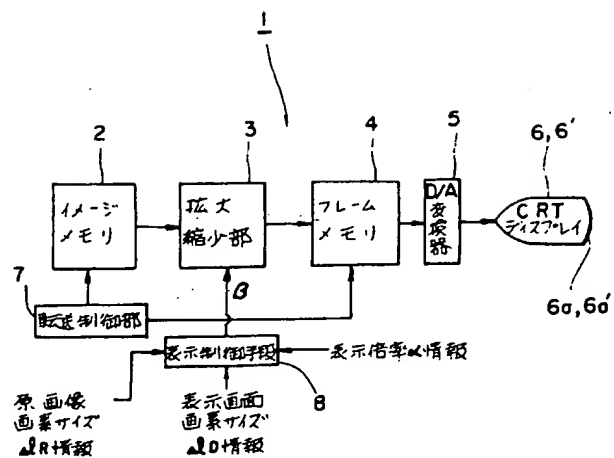 1
2
3
4
5
6,6'
イメージ
メモリ
拡大
縮少部
フレーム
メモリ
D/A
変換器
CRT
ディスプレイ
6a,6a'
7
転送制御部
β
表示制御手段
表示倍率α情報
8
原画像
画素サイズ
dR情報
表示画面
画素サイズ
dD情報